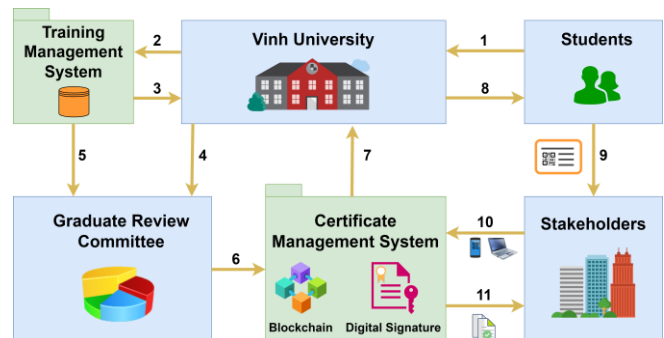 Training
Management
System
2
3
Vinh University
1
8
Students
5
4
7
9
Graduate Review
Committee
6
Certificate
Management System
Blockchain
Digital Signature
10
11
Stakeholders